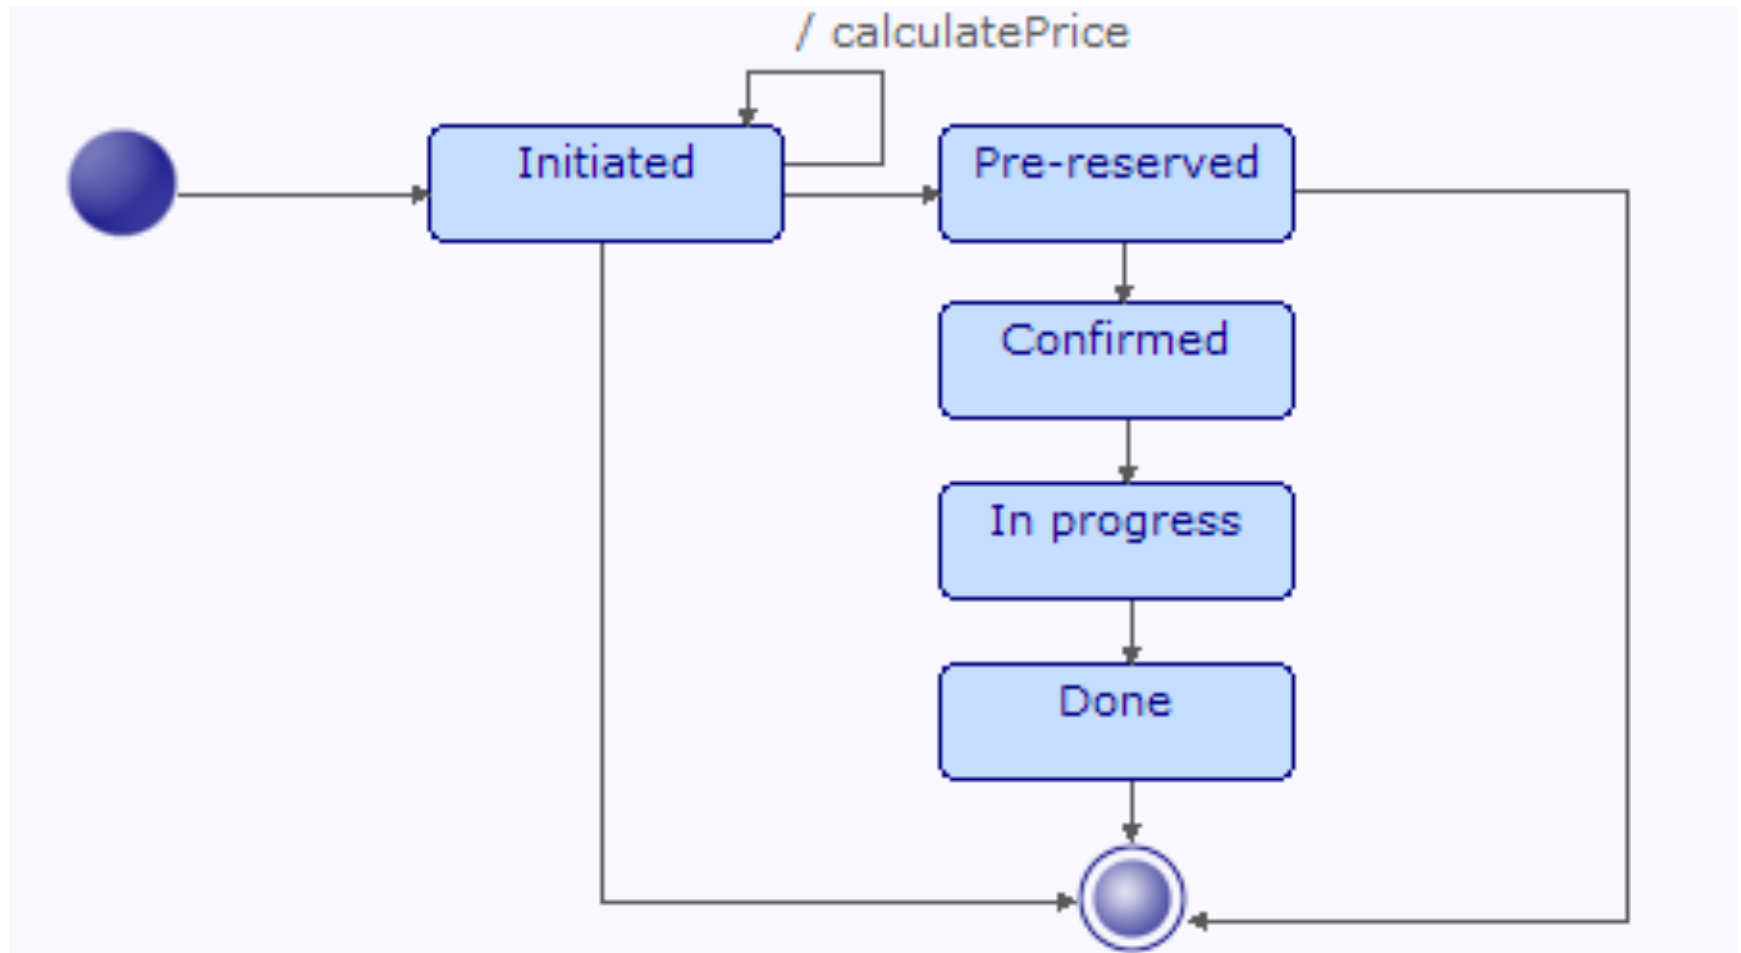 / calculatePrice
Initiated
Pre-reserved
Confirmed
In progress
Done